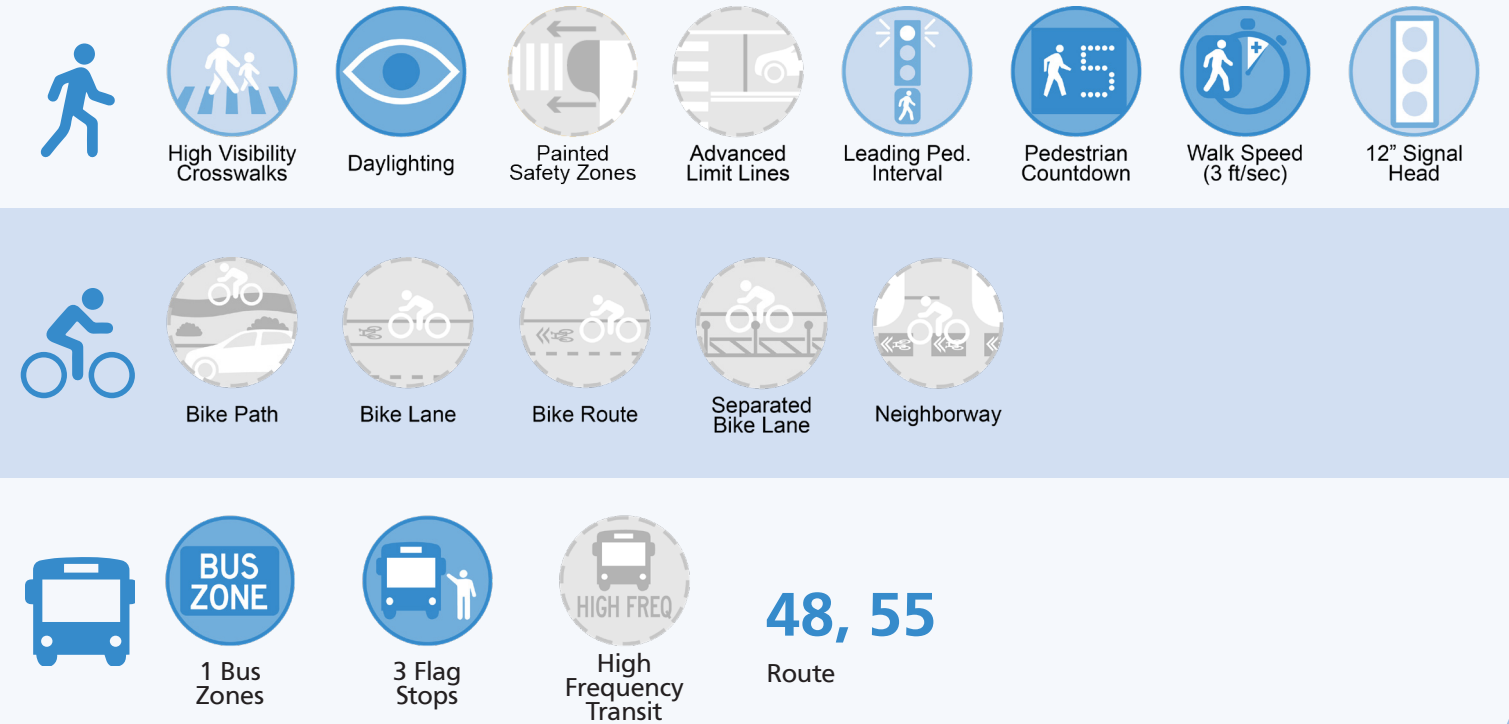 High Visibility
Crosswalks
Daylighting
Painted
Safety Zones
Advanced
Limit Lines
Leading Ped.
Interval
5
Pedestrian
Countdown
Walk Speed
(3 ft/sec)
12” Signal
Head
Bike Path
Bike Lane
Bike Route
Separated
Bike Lane
Neighborway
BUS
ZONE
1 Bus
Zones
3 Flag
Stops
HIGH FREQ
High
Frequency
Transit
48, 55
Route